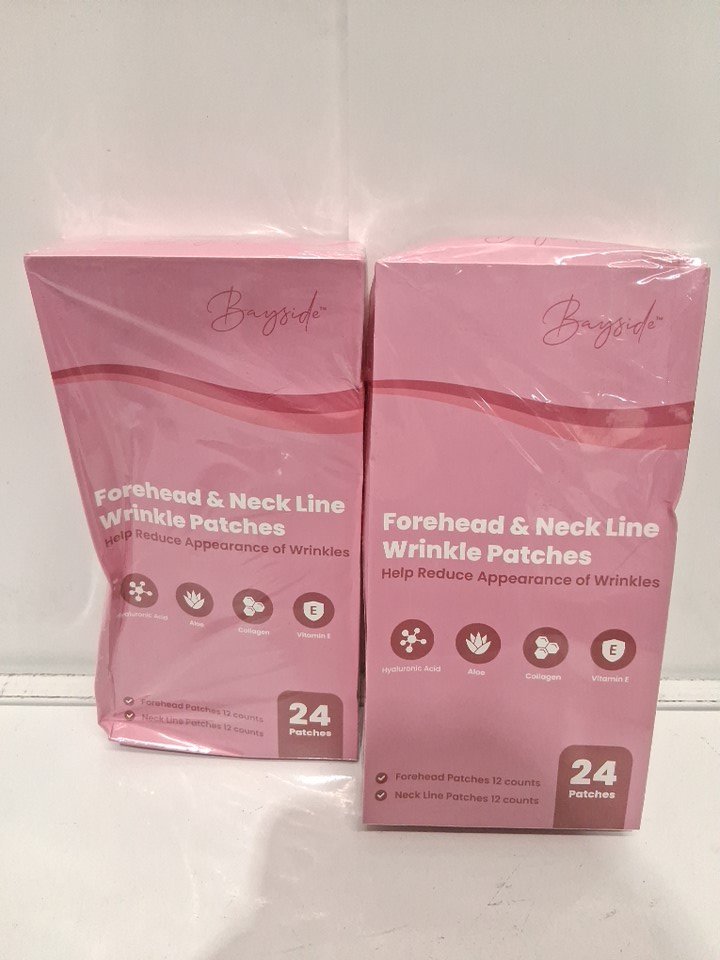 Bayside™
Forehead & Neck Line
Wrinkle Patches
Help Reduce Appearance of Wrinkles
Hyaluronic Acid
Aloe
Collagen
Vitamin E
Forehead Patches 12 counts
Neck Line Patches 12 counts
24
Patches
Bayside™
Forehead & Neck Line
Wrinkle Patches
Help Reduce Appearance of Wrinkles
Hyaluronic Acid
Aloe
Collagen
Vitamin E
E
Forehead Patches 12 counts
Neck Line Patches 12 counts
24
Patches